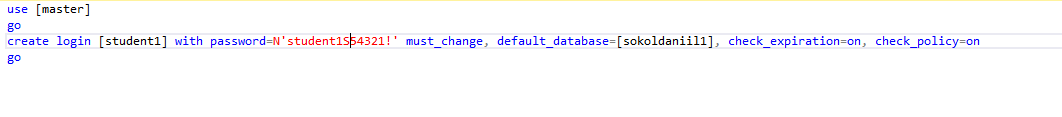 use [master]
go
create login [student1] with password=N'student1S54321!' must_change, default_database=[sokoldaniil1], check_expiration=on, check_policy=on
go